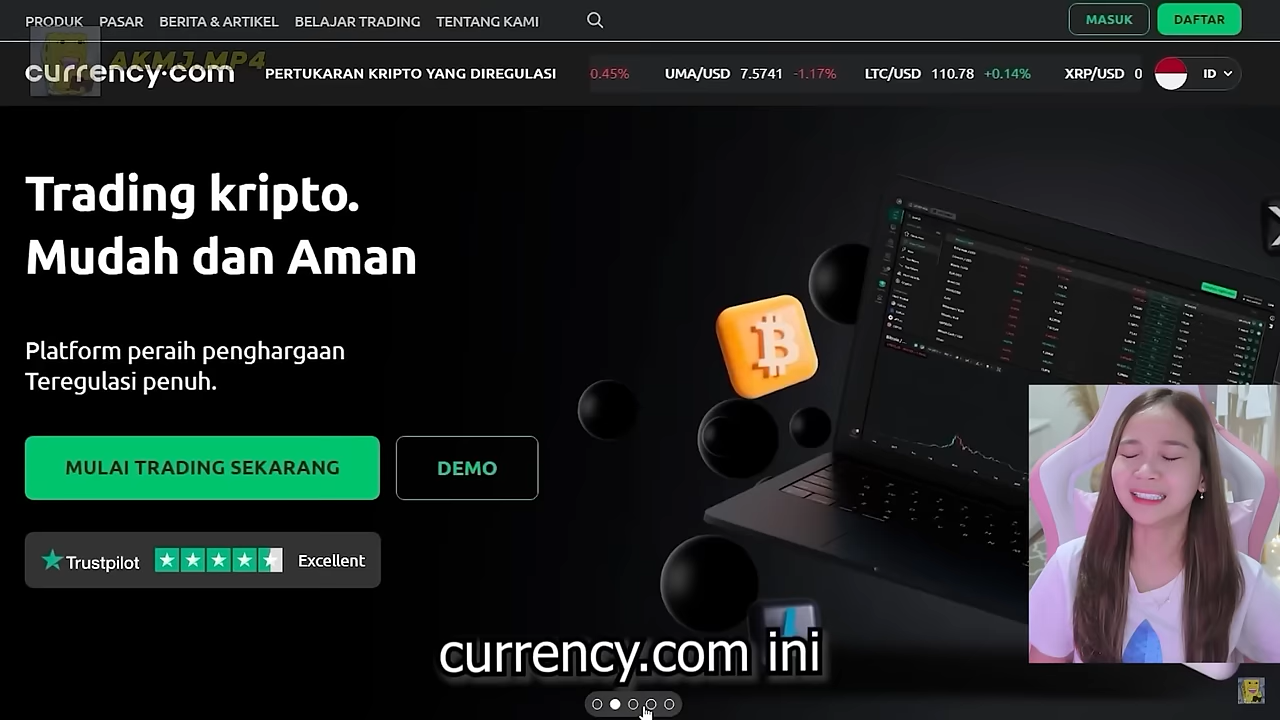 PRODUK PASAR BERITA & ARTIKEL BELAJAR TRADING TENTANG KAMI
MASUK DAFTAR
AKMJ.MP4
currency.com PERTUKARAN KRIPTO YANG DIREGULASI 0.45% UMA/USD 7.5741 -1.17% LTC/USD 110.78 +0.14% XRP/USD 0 ID
Trading kripto.
Mudah dan Aman
Platform peraih penghargaan
Teregulasi penuh.
MULAI TRADING SEKARANG DEMO
Trustpilot Excellent
currency.com ini